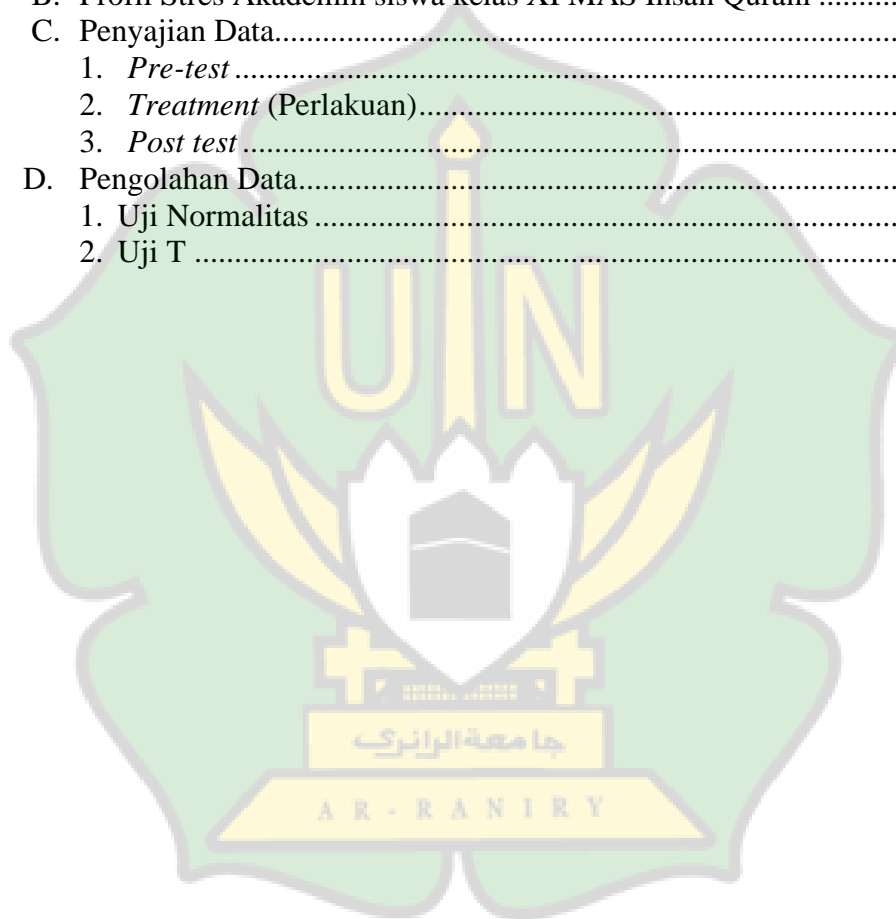 B. Profil Stres Akademik siswa kelas XI MAS Insan Qurani ..........
C. Penyajian Data..........
1. Pre-test ..........
2. Treatment (Perlakuan)..........
3. Post test ..........
D. Pengolahan Data..........
1. Uji Normalitas ..........
2. Uji T ..........
UIN
جامعة الرانري
AR-RANIRY